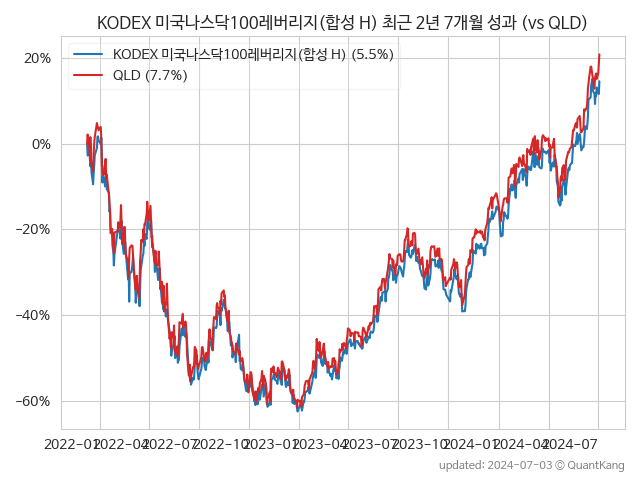 KODEX 미국나스닥100레버리지(합성 H) 최근 2년 7개월 성과 (vs QLD)
KODEX 미국나스닥100레버리지(합성 H) (5.5%)
QLD (7.7%)
20%
0%
−20%
−40%
−60%
2022-01 2022-04 2022-07 2022-10 2023-01 2023-04 2023-07 2023-10 2024-01 2024-04 2024-07
updated: 2024-07-03 © QuantKang